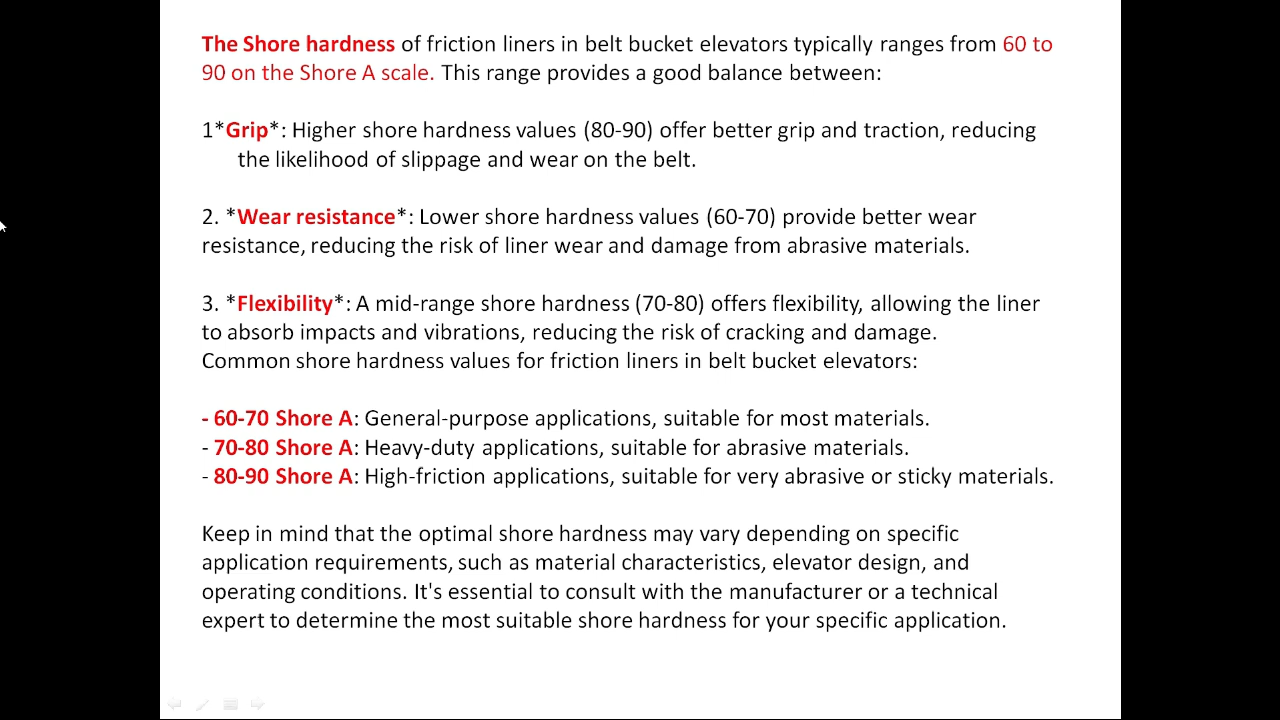 The Shore hardness of friction liners in belt bucket elevators typically ranges from 60 to
90 on the Shore A scale. This range provides a good balance between:
1*Grip*: Higher shore hardness values (80-90) offer better grip and traction, reducing
the likelihood of slippage and wear on the belt.
2. *Wear resistance*: Lower shore hardness values (60-70) provide better wear
resistance, reducing the risk of liner wear and damage from abrasive materials.
3. *Flexibility*: A mid-range shore hardness (70-80) offers flexibility, allowing the liner
to absorb impacts and vibrations, reducing the risk of cracking and damage.
Common shore hardness values for friction liners in belt bucket elevators:
- 60-70 Shore A: General-purpose applications, suitable for most materials.
- 70-80 Shore A: Heavy-duty applications, suitable for abrasive materials.
- 80-90 Shore A: High-friction applications, suitable for very abrasive or sticky materials.
Keep in mind that the optimal shore hardness may vary depending on specific
application requirements, such as material characteristics, elevator design, and
operating conditions. It's essential to consult with the manufacturer or a technical
expert to determine the most suitable shore hardness for your specific application.